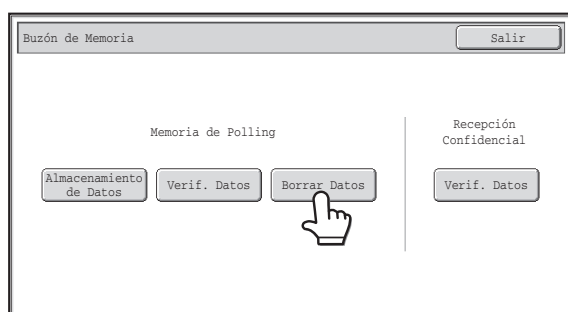 Buzón de Memoria
Salir
Memoria de Polling
Recepción
Confidencial
Almacenamiento
de Datos
Verif. Datos
Borrar Datos
Verif. Datos